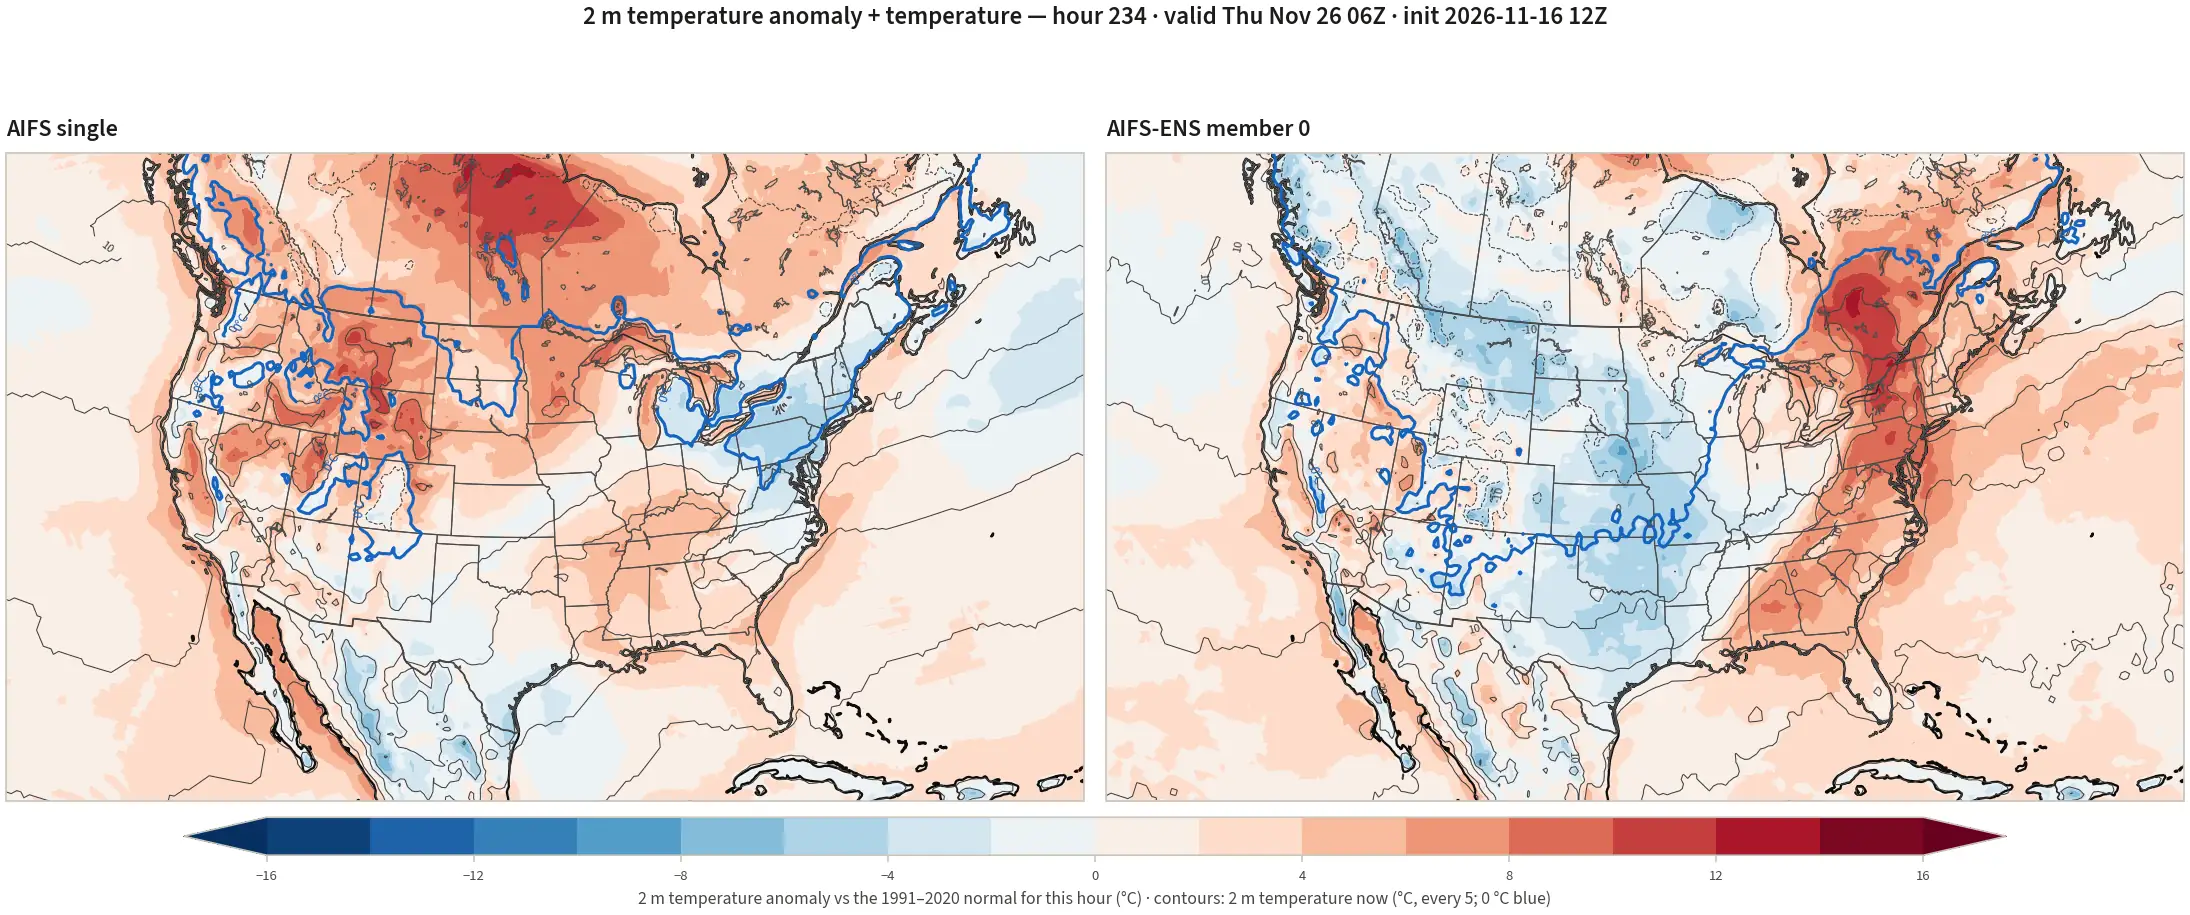 2 m temperature anomaly + temperature — hour 234 · valid Thu Nov 26 06Z · init 2026-11-16 12Z
AIFS single
AIFS-ENS member 0
−16 −12 −8 −4 0 4 8 12 16
2 m temperature anomaly vs the 1991–2020 normal for this hour (°C) · contours: 2 m temperature now (°C, every 5; 0 °C blue)